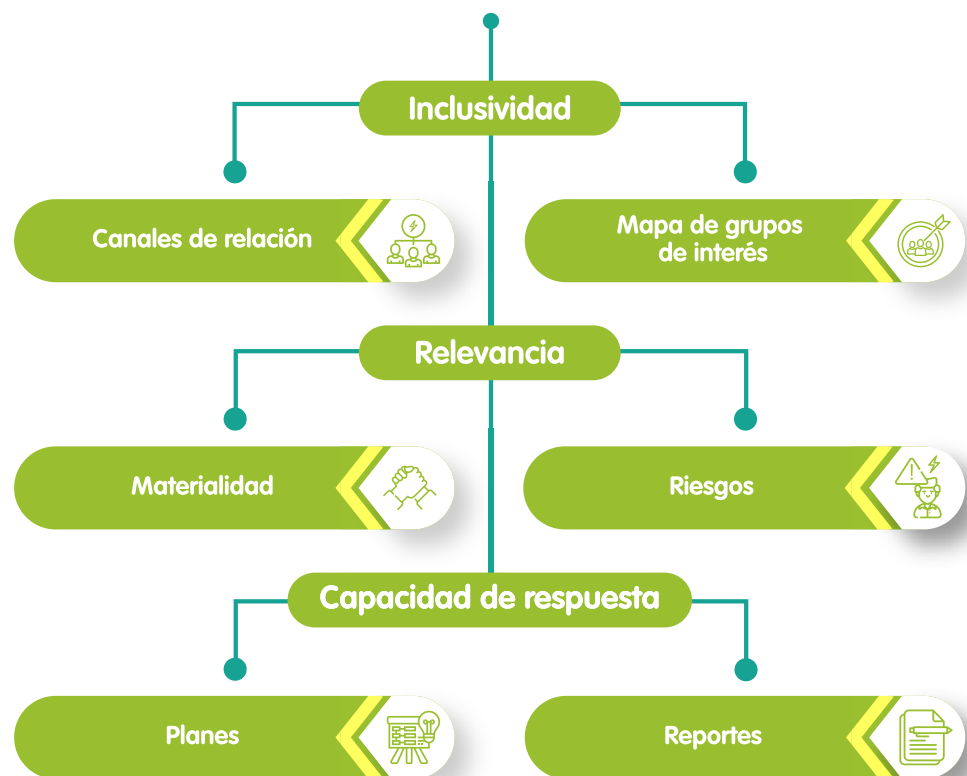 Inclusividad
Canales de relación
Mapa de grupos
de interés
Relevancia
Materialidad
Riesgos
Capacidad de respuesta
Planes
Reportes